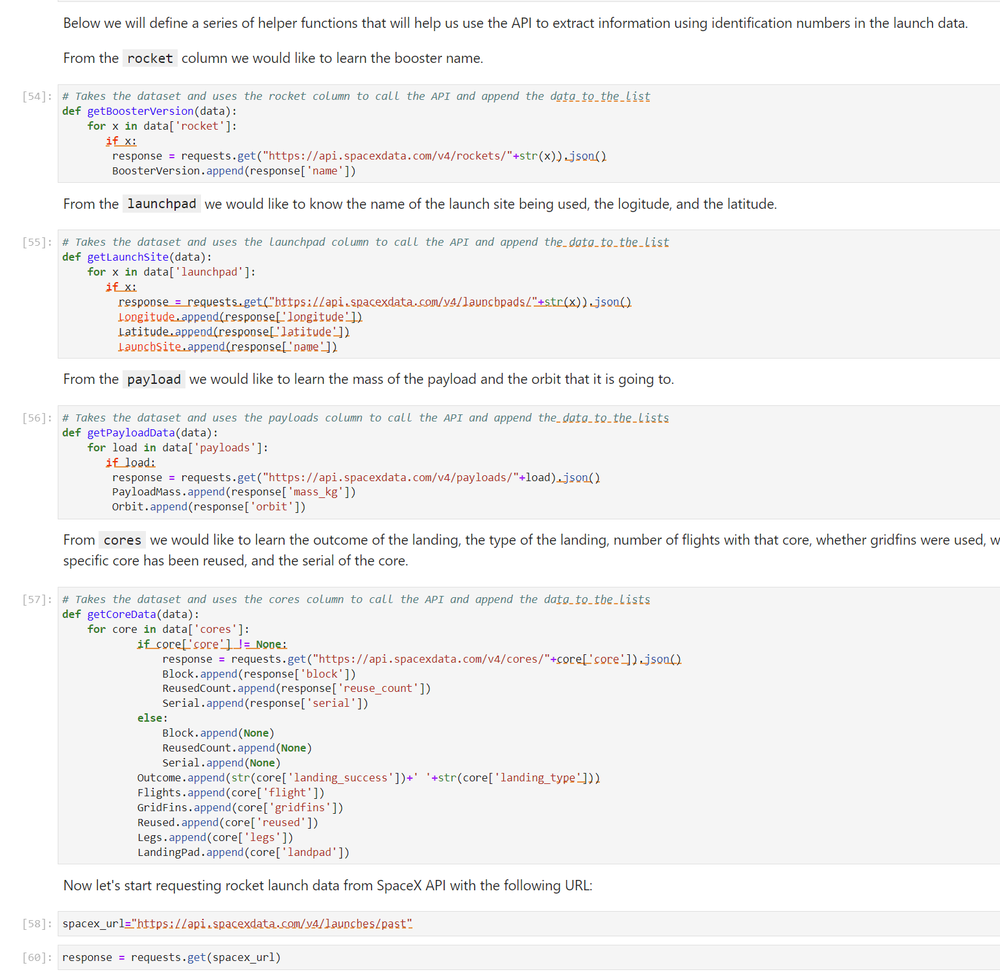 Below we will define a series of helper functions that will help us use the API to extract information using identification numbers in the launch data.
From the rocket column we would like to learn the booster name.
[54]:
# Takes the dataset and uses the rocket column to call the API and append the data to the list
def getBoosterVersion(data):
    for x in data['rocket']:
       if x:
        response = requests.get("https://api.spacexdata.com/v4/rockets/"+str(x)).json()
        BoosterVersion.append(response['name'])
From the launchpad we would like to know the name of the launch site being used, the logitude, and the latitude.
[55]:
# Takes the dataset and uses the launchpad column to call the API and append the data to the list
def getLaunchSite(data):
    for x in data['launchpad']:
       if x:
         response = requests.get("https://api.spacexdata.com/v4/launchpads/"+str(x)).json()
         Longitude.append(response['longitude'])
         Latitude.append(response['latitude'])
         LaunchSite.append(response['name'])
From the payload we would like to learn the mass of the payload and the orbit that it is going to.
[56]:
# Takes the dataset and uses the payloads column to call the API and append the data to the lists
def getPayloadData(data):
    for load in data['payloads']:
       if load:
        response = requests.get("https://api.spacexdata.com/v4/payloads/"+load).json()
        PayloadMass.append(response['mass_kg'])
        Orbit.append(response['orbit'])
From cores we would like to learn the outcome of the landing, the type of the landing, number of flights with that core, whether gridfins were used, w
specific core has been reused, and the serial of the core.
[57]:
# Takes the dataset and uses the cores column to call the API and append the data to the lists
def getCoreData(data):
    for core in data['cores']:
            if core['core'] != None:
                response = requests.get("https://api.spacexdata.com/v4/cores/"+core['core']).json()
                Block.append(response['block'])
                ReusedCount.append(response['reuse_count'])
                Serial.append(response['serial'])
            else:
                Block.append(None)
                ReusedCount.append(None)
                Serial.append(None)
            Outcome.append(str(core['landing_success'])+' '+str(core['landing_type']))
            Flights.append(core['flight'])
            GridFins.append(core['gridfins'])
            Reused.append(core['reused'])
            Legs.append(core['legs'])
            LandingPad.append(core['landpad'])
Now let's start requesting rocket launch data from SpaceX API with the following URL:
[58]:
spacex_url="https://api.spacexdata.com/v4/launches/past"
[60]:
response = requests.get(spacex_url)